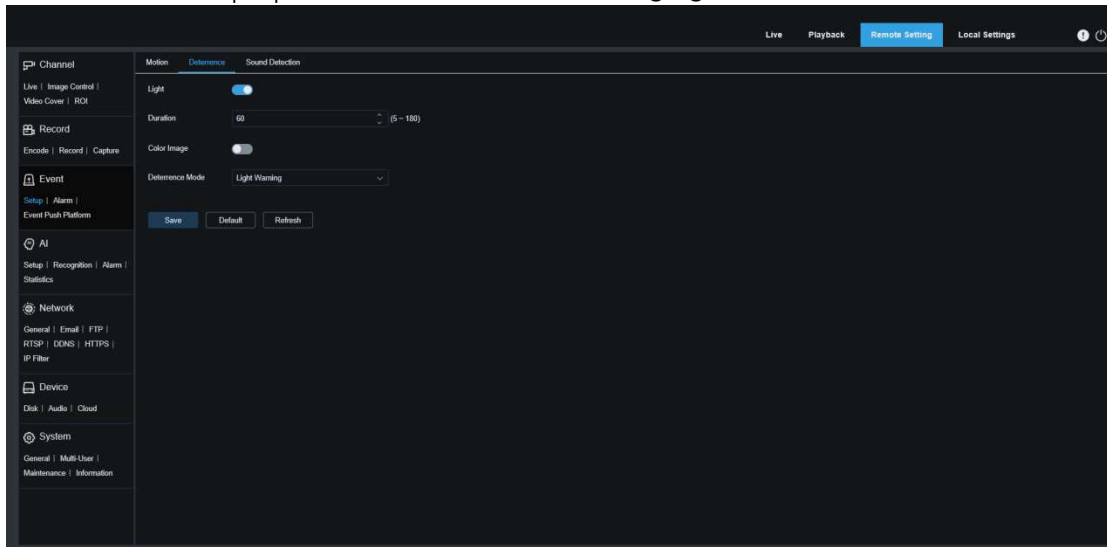 Live Playback Remote Setting Local Settings
Channel
Live | Image Control |
Video Cover | ROI
Record
Encode | Record | Capture
Event
Setup | Alarm |
Event Push Platform
AI
Setup | Recognition | Alarm |
Statistics
Network
General | Email | FTP |
RTSP | DDNS | HTTPS |
IP Filter
Device
Disk | Audio | Cloud
System
General | Multi-User |
Maintenance | Information
Motion Deterrence Sound Detection
Light
Duration 60 (5 ~ 180)
Color Image
Deterrence Mode Light Warning
Save Default Refresh